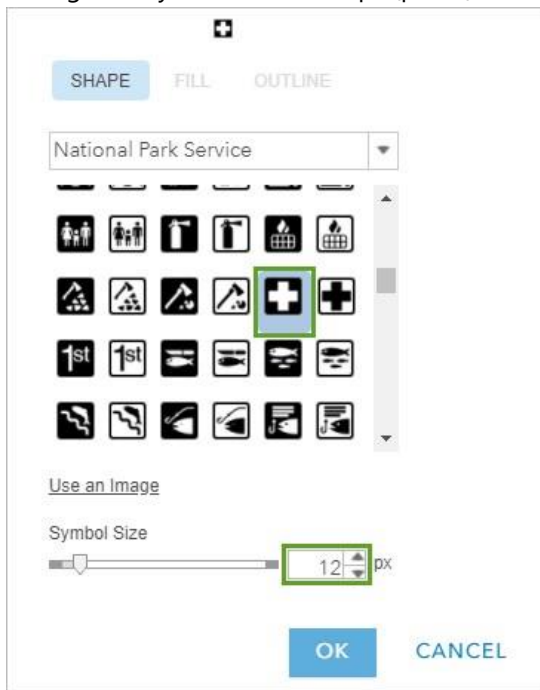 SHAPE FILL OUTLINE
National Park Service
1st 1st
Use an Image
Symbol Size
12 px
OK CANCEL